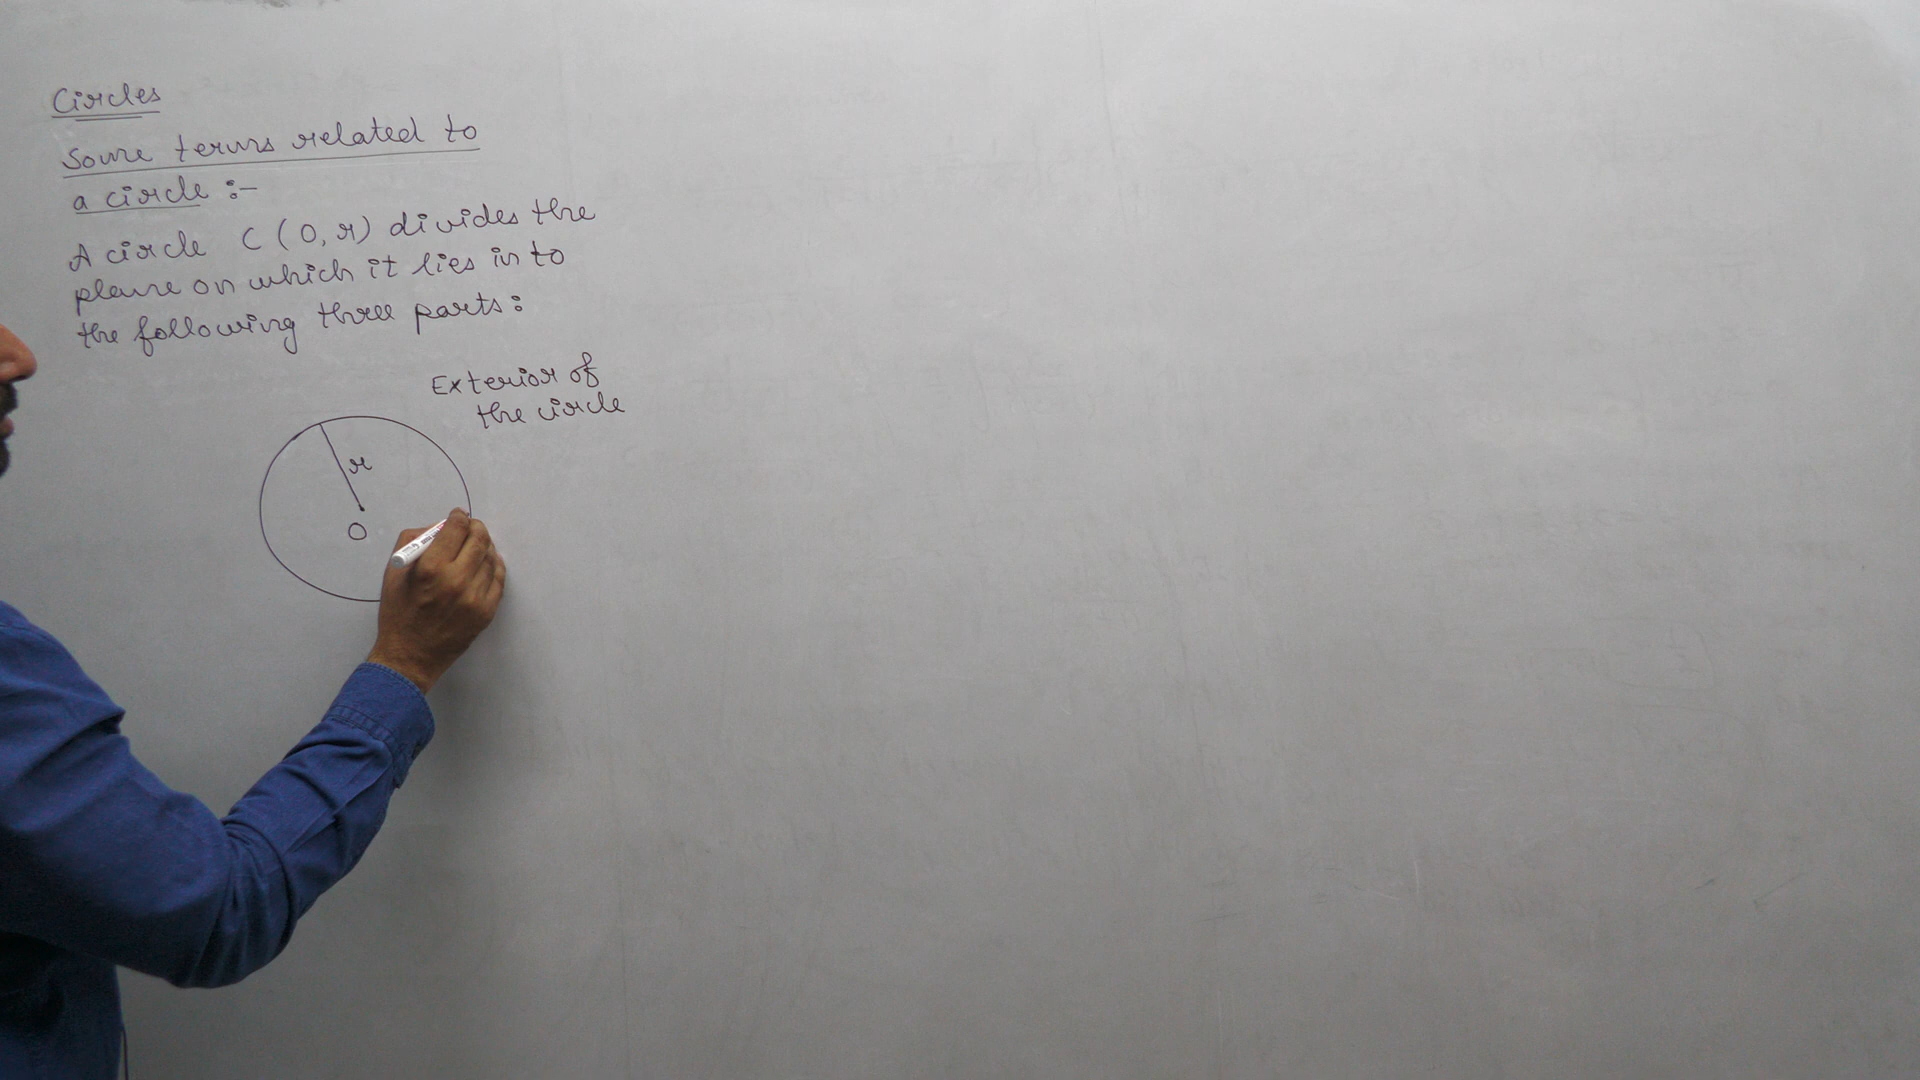 Circles
Some terms related to
a circle :-
A circle C (O, r) divides the
plane on which it lies in to
the following three parts:
Exterior of
the circle
r
O